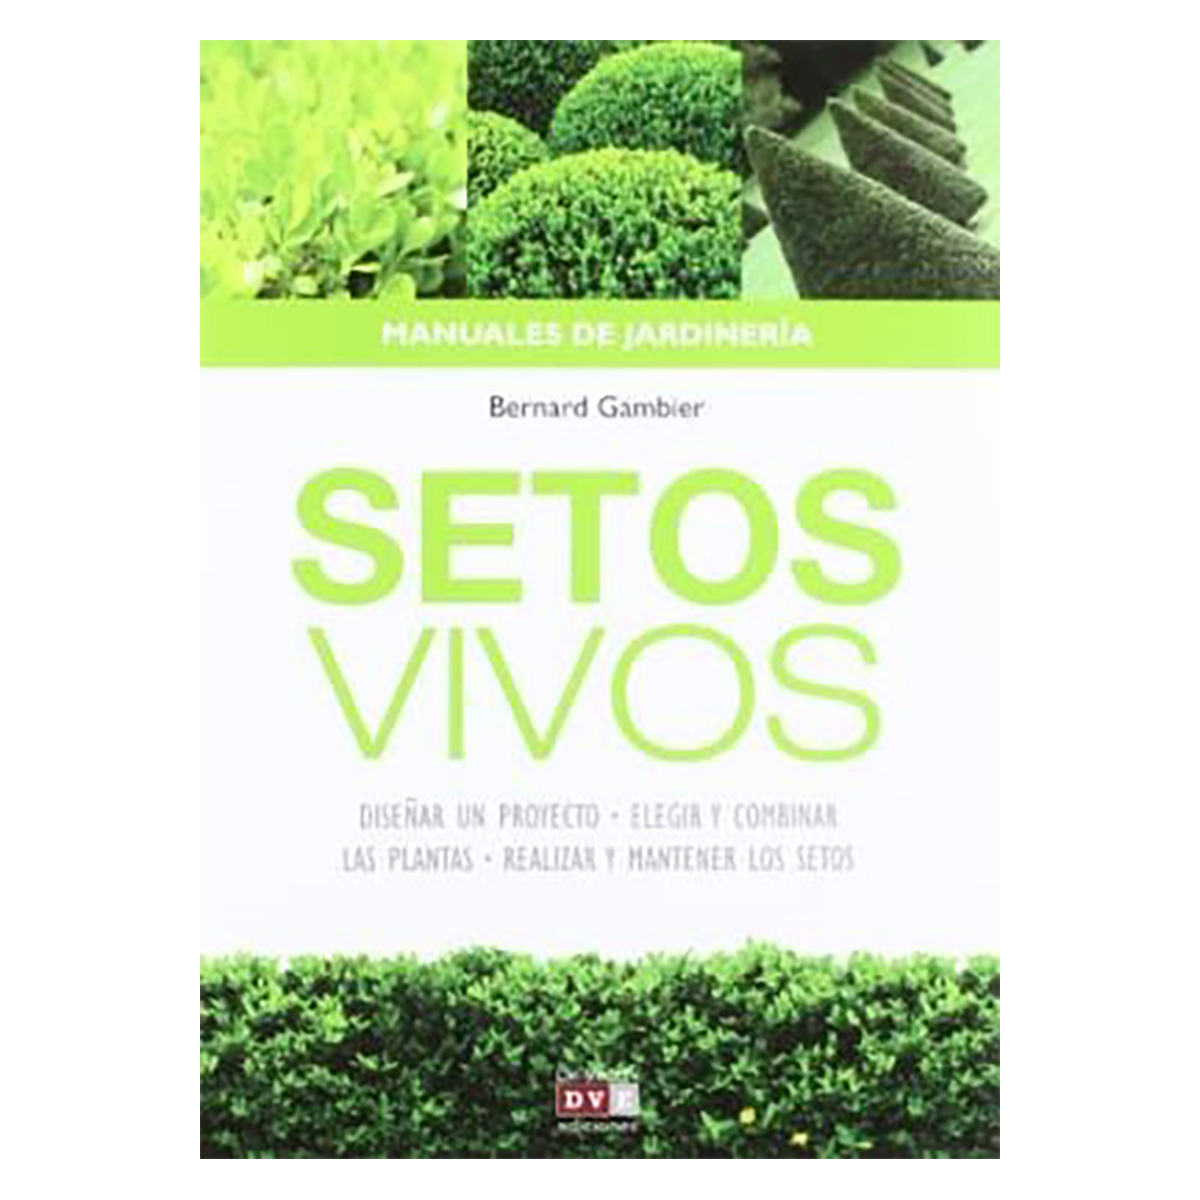 MANUALES DE JARDINERÍA
Bernard Gambier
SETOS
VIVOS
DISEÑAR UN PROYECTO • ELEGIR Y COMBINAR
LAS PLANTAS • REALIZAR Y MANTENER LOS SETOS
DVE
ediciones